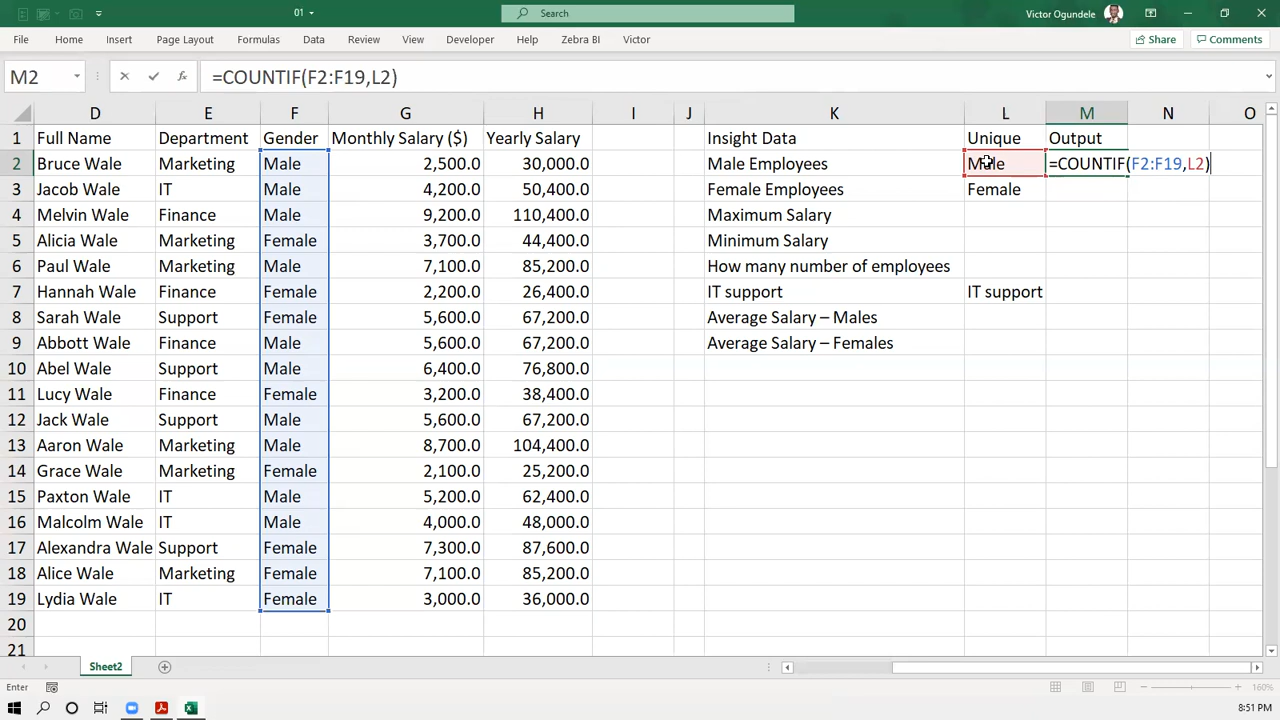 01
Search
Victor Ogundele
File Home Insert Page Layout Formulas Data Review View Developer Help Zebra BI Victor Share Comments
M2 fx =COUNTIF(F2:F19,L2)
D E F G H I J K L M N O
1 Full Name Department Gender Monthly Salary ($) Yearly Salary Insight Data Unique Output
2 Bruce Wale Marketing Male 2,500.0 30,000.0 Male Employees Male =COUNTIF(F2:F19,L2)
3 Jacob Wale IT Male 4,200.0 50,400.0 Female Employees Female
4 Melvin Wale Finance Male 9,200.0 110,400.0 Maximum Salary
5 Alicia Wale Marketing Female 3,700.0 44,400.0 Minimum Salary
6 Paul Wale Marketing Male 7,100.0 85,200.0 How many number of employees
7 Hannah Wale Finance Female 2,200.0 26,400.0 IT support IT support
8 Sarah Wale Support Female 5,600.0 67,200.0 Average Salary – Males
9 Abbott Wale Finance Male 5,600.0 67,200.0 Average Salary – Females
10 Abel Wale Support Male 6,400.0 76,800.0
11 Lucy Wale Finance Female 3,200.0 38,400.0
12 Jack Wale Support Male 5,600.0 67,200.0
13 Aaron Wale Marketing Male 8,700.0 104,400.0
14 Grace Wale Marketing Female 2,100.0 25,200.0
15 Paxton Wale IT Male 5,200.0 62,400.0
16 Malcolm Wale IT Male 4,000.0 48,000.0
17 Alexandra Wale Support Female 7,300.0 87,600.0
18 Alice Wale Marketing Female 7,100.0 85,200.0
19 Lydia Wale IT Female 3,000.0 36,000.0
20
21
Sheet2
Enter 160%
8:51 PM